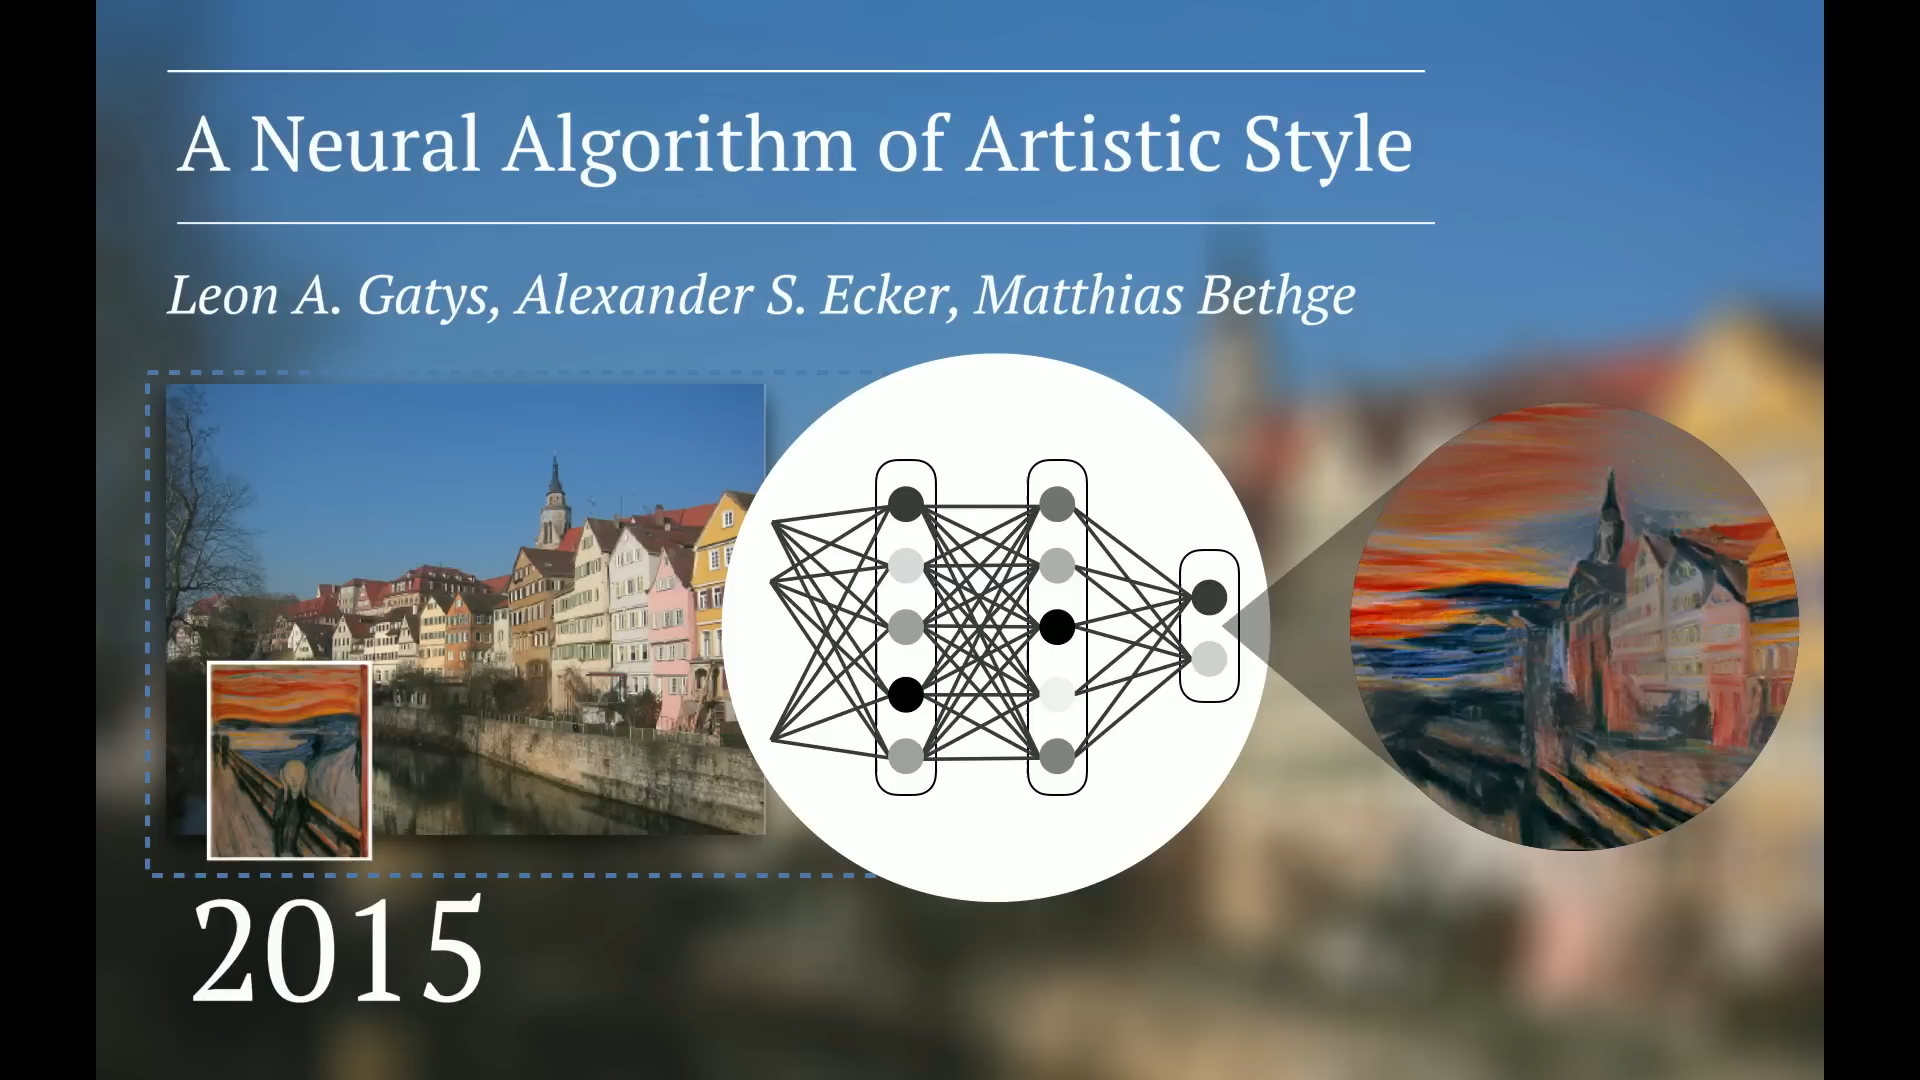 A Neural Algorithm of Artistic Style
Leon A. Gatys, Alexander S. Ecker, Matthias Bethge
2015